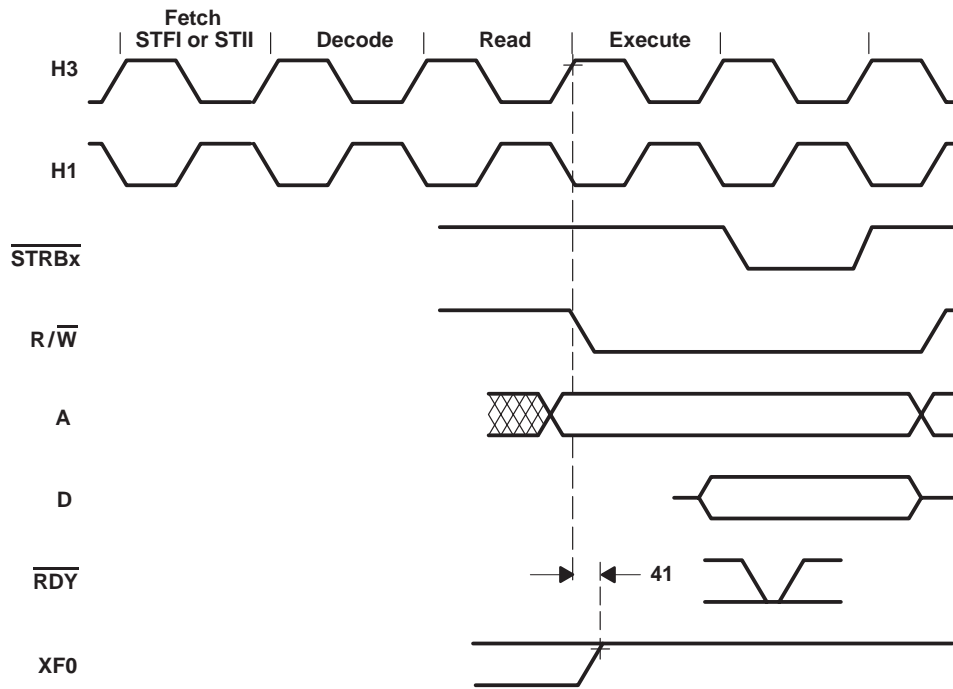 Fetch
STFI or STII
Decode
Read
Execute
H3
H1
STRBx
R/W
A
D
RDY
41
XF0